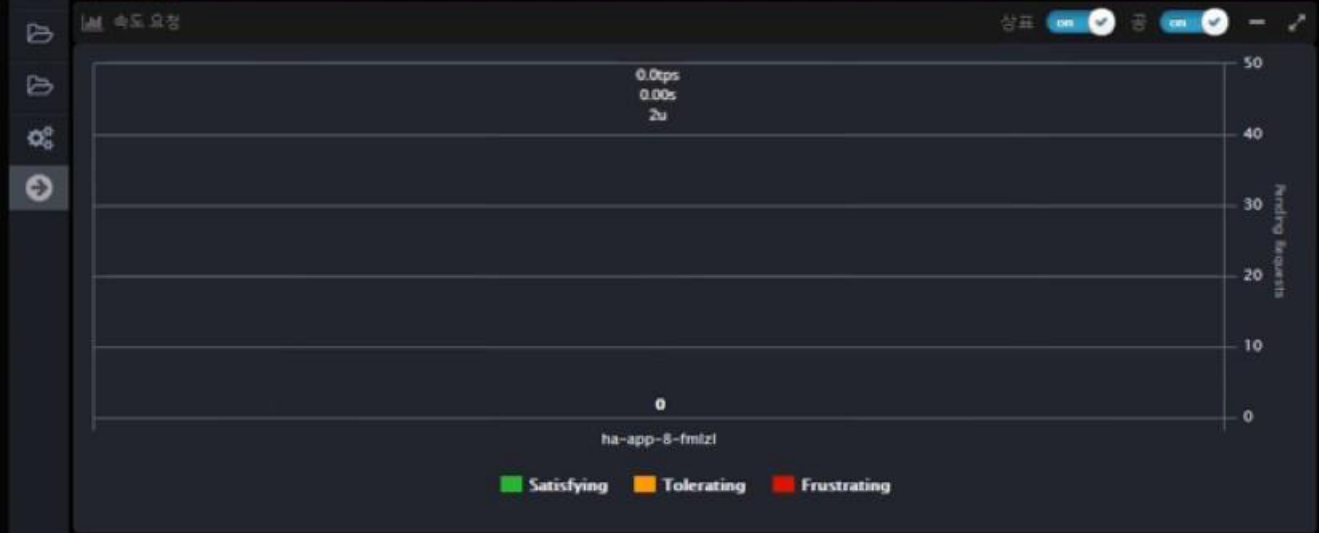 속도 요청
상표 on 공 on
0.0tps
0.00s
2u
50
40
30
20
10
0
Pending Requests
0
ha-app-8-fmlzl
Satisfying Tolerating Frustrating